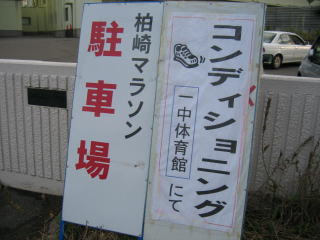 柏崎マラソン
駐車場
コンディショニング
一中体育館
にて